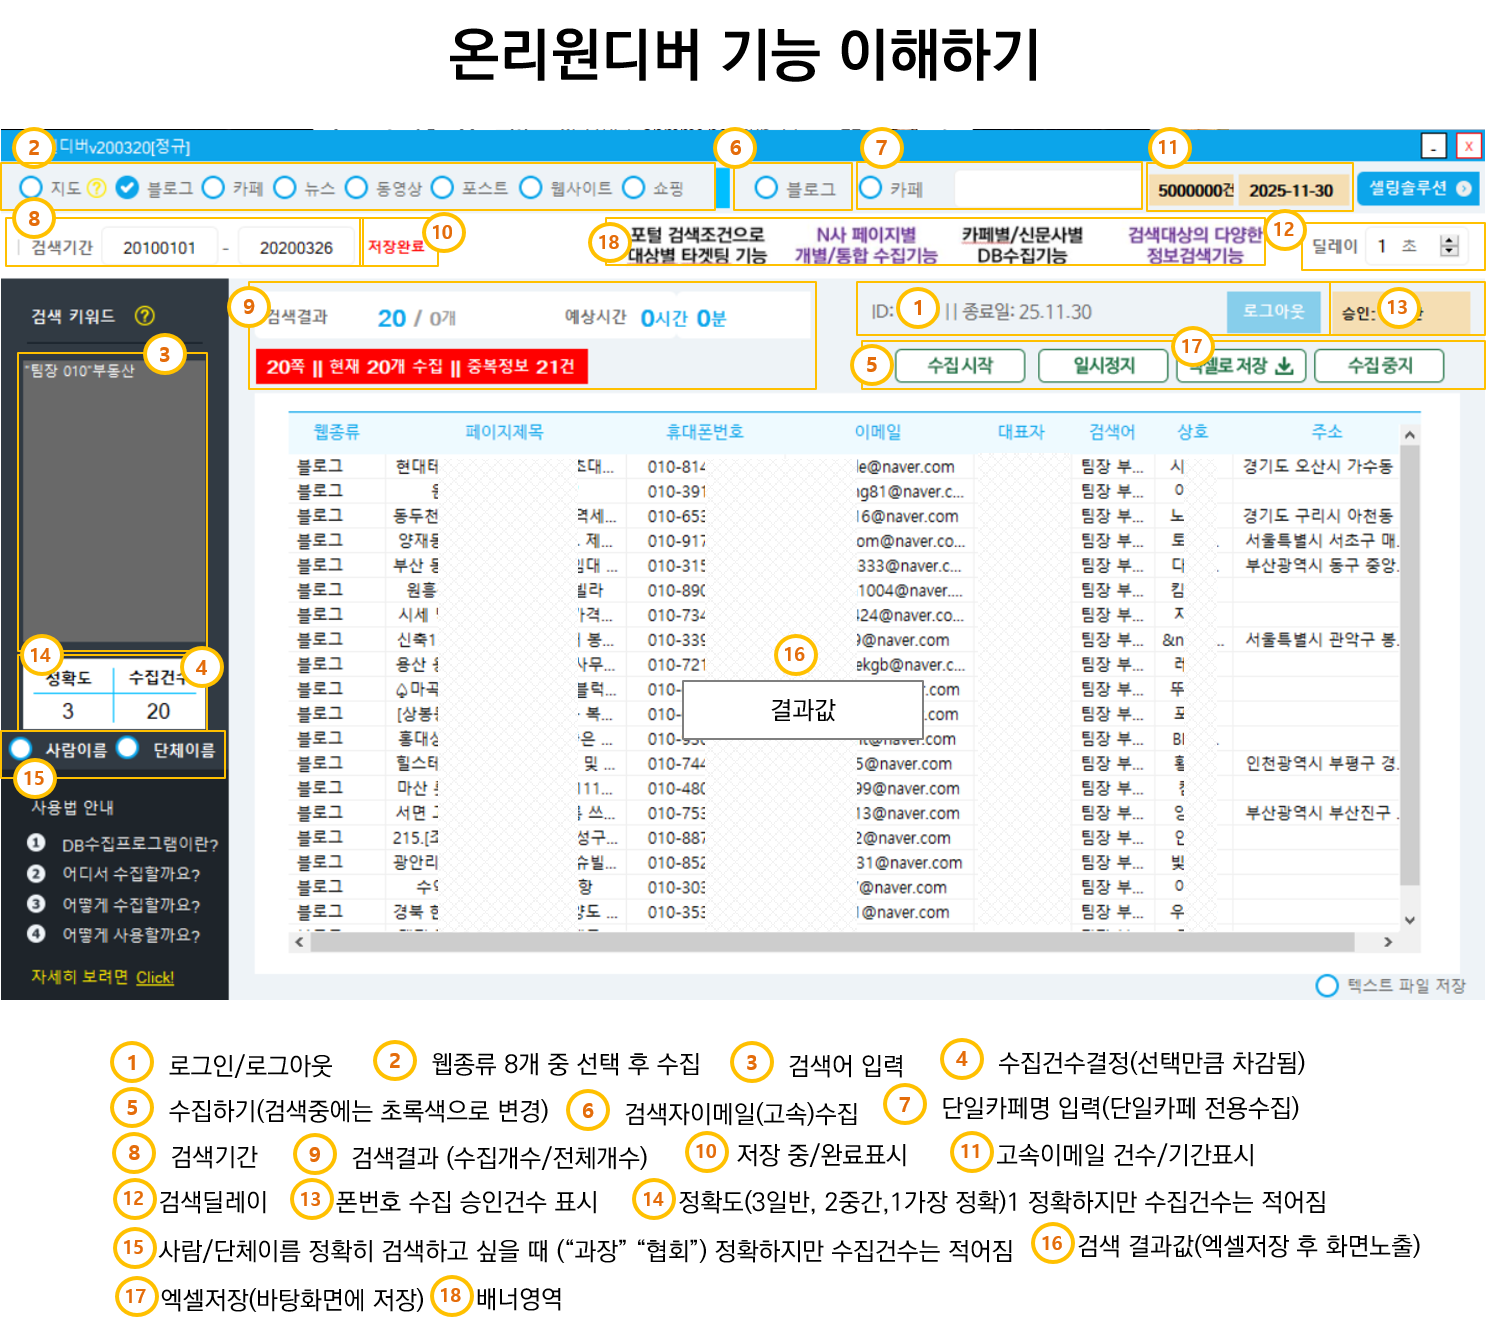 온리원디버 기능 이해하기
2
디버v200320[정규]
6
7
11
_
X
지도
?
블로그
카페
뉴스
동영상
포스트
웹사이트
쇼핑
블로그
카페
5000000건
2025-11-30
셀링솔루션
8
검색기간
20100101
-
20200326
저장완료
10
18
포털 검색조건으로
대상별 타겟팅 기능
N사 페이지별
개별/통합 수집기능
카페별/신문사별
DB수집기능
검색대상의 다양한
정보검색기능
12
딜레이
1
초
검색 키워드
?
9
검색결과
20 / 0개
예상시간
0시간 0분
ID:
1
|| 종료일: 25.11.30
로그아웃
승인:
13
3
"팀장 010"부동산
20쪽 || 현재 20개 수집 || 중복정보 21건
5
수집시작
일시정지
17
엑셀로저장
수집중지
웹종류
페이지제목
휴대폰번호
이메일
대표자
검색어
상호
주소
블로그 현대테 초대... 010-814 le@naver.com 팀장 부... 시 경기도 오산시 가수동
블로그 010-391 ng81@naver.c... 팀장 부... 이
블로그 동두천 역세... 010-653 16@naver.com 팀장 부... 노 경기도 구리시 아천동
블로그 양재동 제... 010-917 om@naver.co... 팀장 부... 토 서울특별시 서초구 매.
블로그 부산 동 임대 ... 010-315 333@naver.c... 팀장 부... 다 부산광역시 동구 중앙.
블로그 원흥 빌라 010-890 1004@naver.... 팀장 부... 킴
블로그 시세 가격... 010-734 424@naver.co... 팀장 부... 지
블로그 신축1 봉... 010-339 9@naver.com 팀장 부... &n ... 서울특별시 관악구 봉.
블로그 용산 사무... 010-721 ekgb@naver.c... 팀장 부... 러
블로그 마곡 블럭... 010- r.com 팀장 부... 뚜
블로그 [상봉 복... 010- .com 팀장 부... 포
블로그 홍대상 은 ... 010- @naver.com 팀장 부...
블로그 힐스테 및 ... 010-744 5@naver.com 팀장 부... 인천광역시 부평구 경.
블로그 마산 111... 010-480 99@naver.com 팀장 부...
블로그 서면 쓰... 010-753 13@naver.com 팀장 부... 부산광역시 부산진구 .
블로그 215.[조 성구... 010-887 2@naver.com 팀장 부... 인
블로그 광안리 슈빌... 010-852 31@naver.com 팀장 부... 빛
블로그 항 010-303 @naver.com 팀장 부... 이
블로그 경북 양도 ... 010-353 1@naver.com 팀장 부... 우
16
결과값
14
4
정확도
수집건수
3
20
사람이름
단체이름
15
사용법 안내
1 DB수집프로그램이란?
2 어디서 수집할까요?
3 어떻게 수집할까요?
4 어떻게 사용할까요?
자세히 보려면 Click!
텍스트 파일 저장
1 로그인/로그아웃 2 웹종류 8개 중 선택 후 수집 3 검색어 입력 4 수집건수결정(선택만큼 차감됨)
5 수집하기(검색중에는 초록색으로 변경) 6 검색자이메일(고속)수집 7 단일카페명 입력(단일카페 전용수집)
8 검색기간 9 검색결과 (수집개수/전체개수) 10 저장 중/완료표시 11 고속이메일 건수/기간표시
12 검색딜레이 13 폰번호 수집 승인건수 표시 14 정확도(3일반, 2중간,1가장 정확)1 정확하지만 수집건수는 적어짐
15 사람/단체이름 정확히 검색하고 싶을 때 (“과장” “협회”) 정확하지만 수집건수는 적어짐 16 검색 결과값(엑셀저장 후 화면노출)
17 엑셀저장(바탕화면에 저장) 18 배너영역